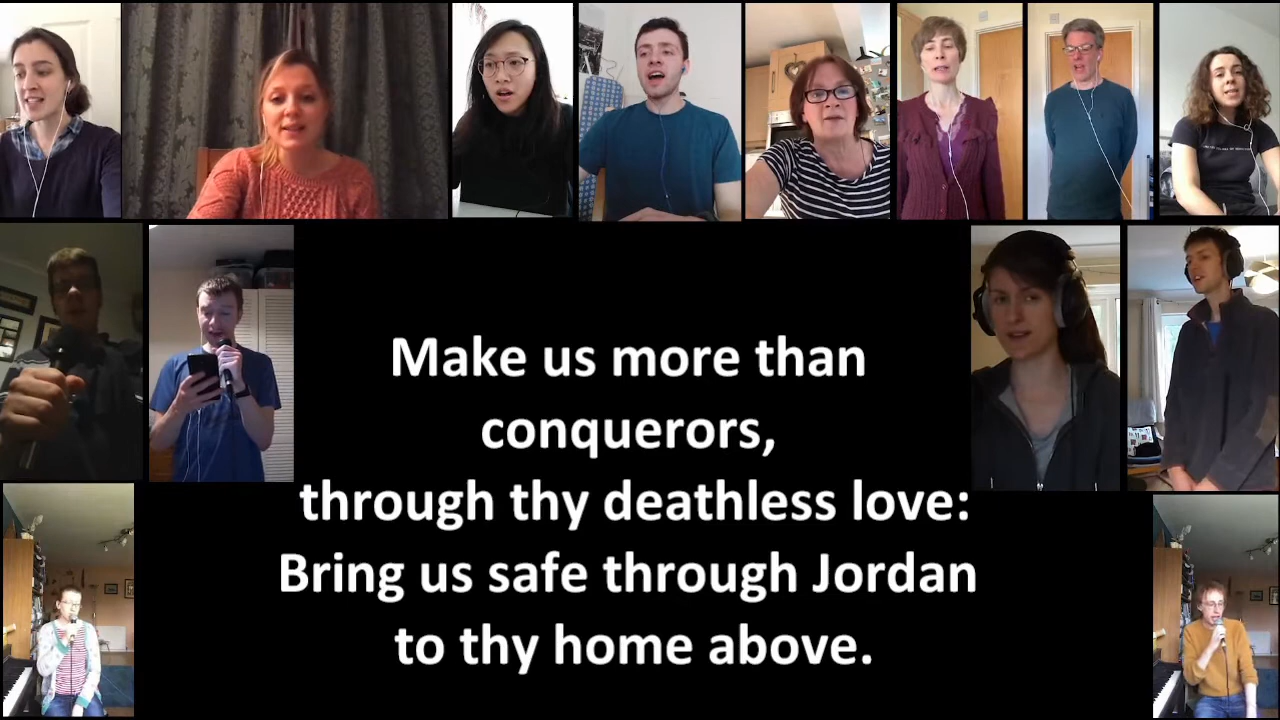 Make us more than
conquerors,
through thy deathless love:
Bring us safe through Jordan
to thy home above.